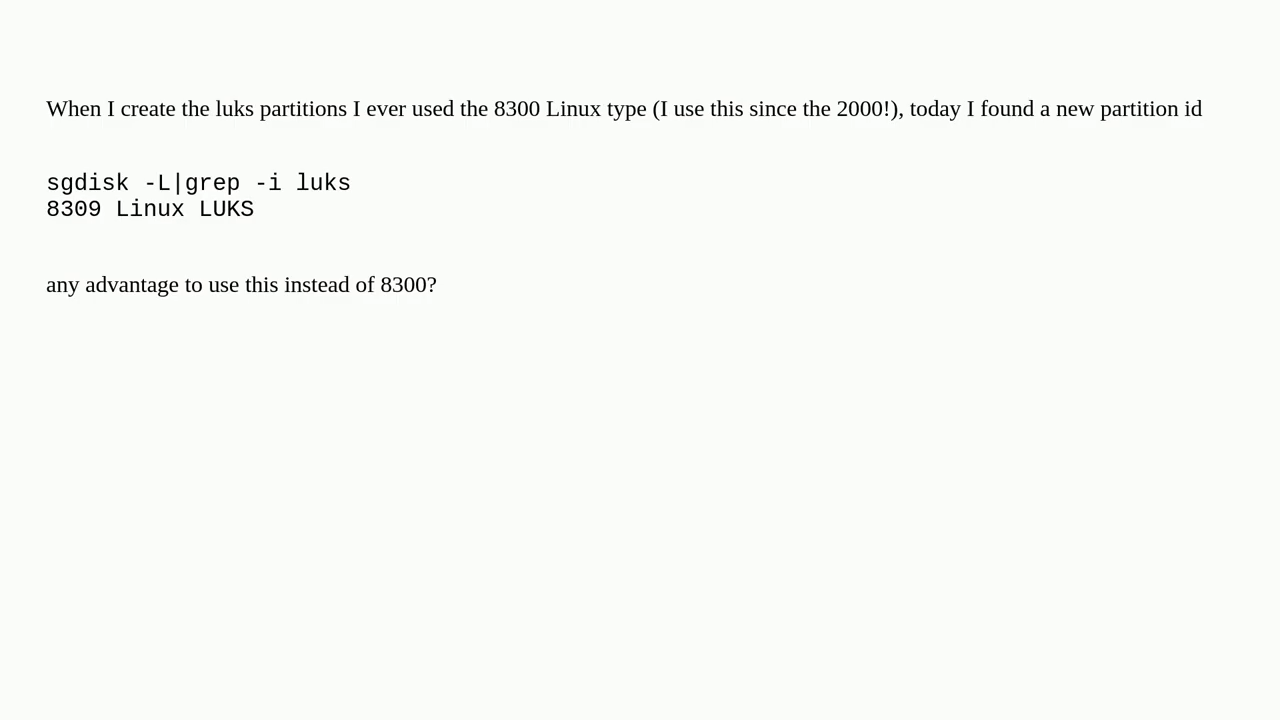 When I create the luks partitions I ever used the 8300 Linux type (I use this since the 2000!), today I found a new partition id
sgdisk -L|grep -i luks
8309 Linux LUKS
any advantage to use this instead of 8300?